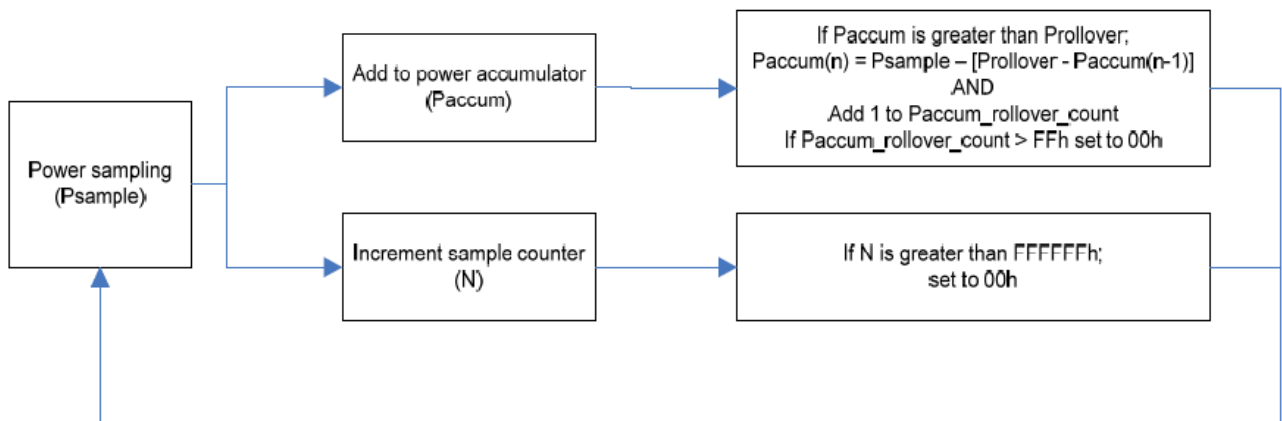 Power sampling
(Psample)
Add to power accumulator
(Paccum)
If Paccum is greater than Prollover;
Paccum(n) = Psample – [Prollover - Paccum(n-1)]
AND
Add 1 to Paccum_rollover_count
If Paccum_rollover_count > FFh set to 00h
Increment sample counter
(N)
If N is greater than FFFFFFh;
set to 00h